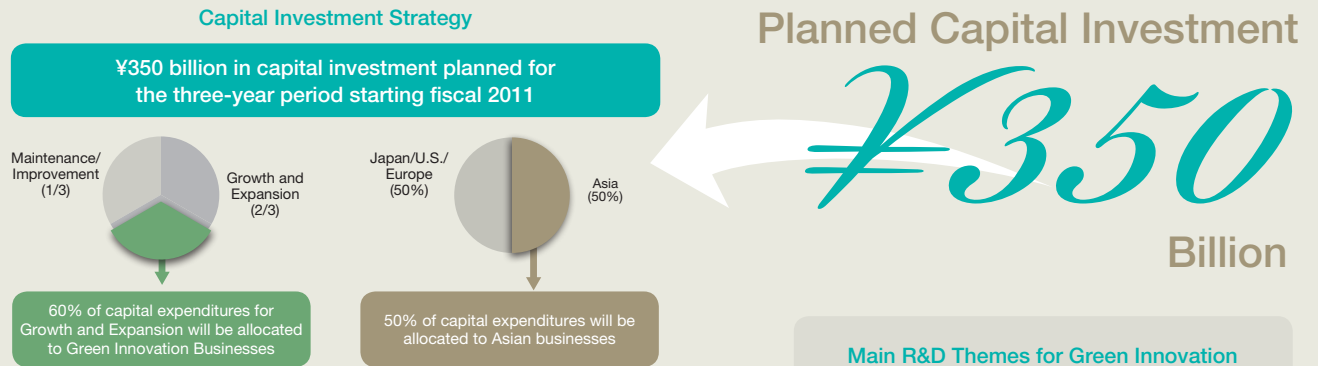 Capital Investment Strategy
¥350 billion in capital investment planned for
the three-year period starting fiscal 2011
Maintenance/
Improvement
(1/3)
Growth and
Expansion
(2/3)
60% of capital expenditures for
Growth and Expansion will be allocated
to Green Innovation Businesses
Japan/U.S./
Europe
(50%)
Asia
(50%)
50% of capital expenditures will be
allocated to Asian businesses
Planned Capital Investment
¥350
Billion
Main R&D Themes for Green Innovation